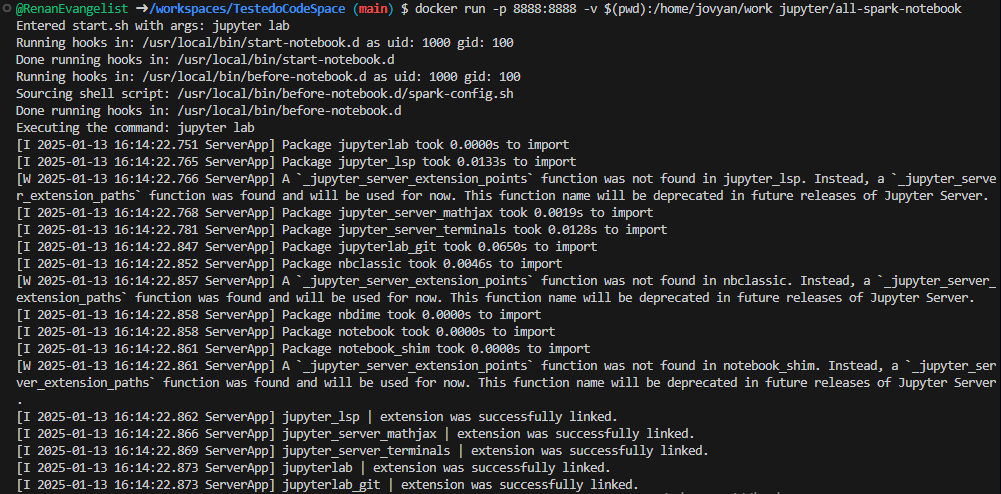 @RenanEvangelist ➜/workspaces/TestedoCodeSpace (main) $ docker run -p 8888:8888 -v $(pwd):/home/jovyan/work jupyter/all-spark-notebook
Entered start.sh with args: jupyter lab
Running hooks in: /usr/local/bin/start-notebook.d as uid: 1000 gid: 100
Done running hooks in: /usr/local/bin/start-notebook.d
Running hooks in: /usr/local/bin/before-notebook.d as uid: 1000 gid: 100
Sourcing shell script: /usr/local/bin/before-notebook.d/spark-config.sh
Done running hooks in: /usr/local/bin/before-notebook.d
Executing the command: jupyter lab
[I 2025-01-13 16:14:22.751 ServerApp] Package jupyterlab took 0.0000s to import
[I 2025-01-13 16:14:22.765 ServerApp] Package jupyter_lsp took 0.0133s to import
[W 2025-01-13 16:14:22.766 ServerApp] A `_jupyter_server_extension_points` function was not found in jupyter_lsp. Instead, a `_jupyter_serve
r_extension_paths` function was found and will be used for now. This function name will be deprecated in future releases of Jupyter Server.
[I 2025-01-13 16:14:22.768 ServerApp] Package jupyter_server_mathjax took 0.0019s to import
[I 2025-01-13 16:14:22.781 ServerApp] Package jupyter_server_terminals took 0.0128s to import
[I 2025-01-13 16:14:22.847 ServerApp] Package jupyterlab_git took 0.0650s to import
[I 2025-01-13 16:14:22.852 ServerApp] Package nbclassic took 0.0046s to import
[W 2025-01-13 16:14:22.857 ServerApp] A `_jupyter_server_extension_points` function was not found in nbclassic. Instead, a `_jupyter_server_
extension_paths` function was found and will be used for now. This function name will be deprecated in future releases of Jupyter Server.
[I 2025-01-13 16:14:22.858 ServerApp] Package nbdime took 0.0000s to import
[I 2025-01-13 16:14:22.858 ServerApp] Package notebook took 0.0000s to import
[I 2025-01-13 16:14:22.861 ServerApp] Package notebook_shim took 0.0000s to import
[W 2025-01-13 16:14:22.861 ServerApp] A `_jupyter_server_extension_points` function was not found in notebook_shim. Instead, a `_jupyter_ser
ver_extension_paths` function was found and will be used for now. This function name will be deprecated in future releases of Jupyter Server
.
[I 2025-01-13 16:14:22.862 ServerApp] jupyter_lsp | extension was successfully linked.
[I 2025-01-13 16:14:22.866 ServerApp] jupyter_server_mathjax | extension was successfully linked.
[I 2025-01-13 16:14:22.869 ServerApp] jupyter_server_terminals | extension was successfully linked.
[I 2025-01-13 16:14:22.873 ServerApp] jupyterlab | extension was successfully linked.
[I 2025-01-13 16:14:22.873 ServerApp] jupyterlab_git | extension was successfully linked.